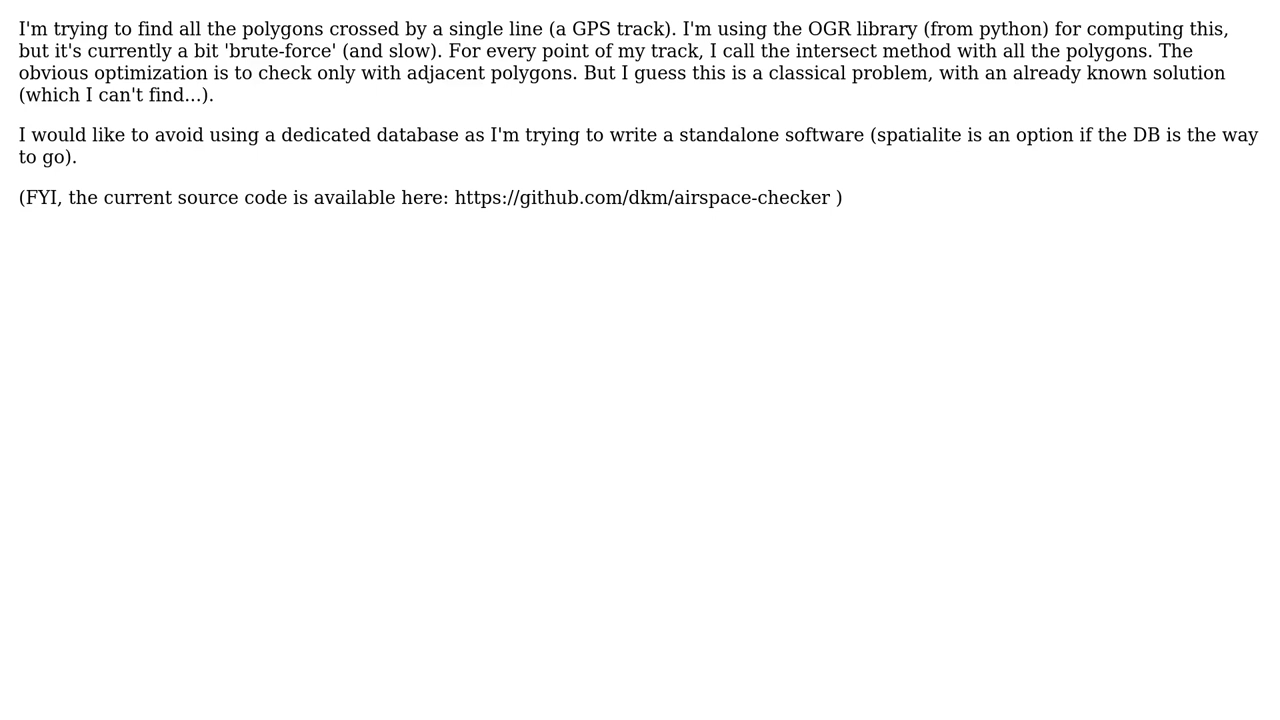 I'm trying to find all the polygons crossed by a single line (a GPS track). I'm using the OGR library (from python) for computing this,
but it's currently a bit 'brute-force' (and slow). For every point of my track, I call the intersect method with all the polygons. The
obvious optimization is to check only with adjacent polygons. But I guess this is a classical problem, with an already known solution
(which I can't find...).
I would like to avoid using a dedicated database as I'm trying to write a standalone software (spatialite is an option if the DB is the way
to go).
(FYI, the current source code is available here: https://github.com/dkm/airspace-checker )